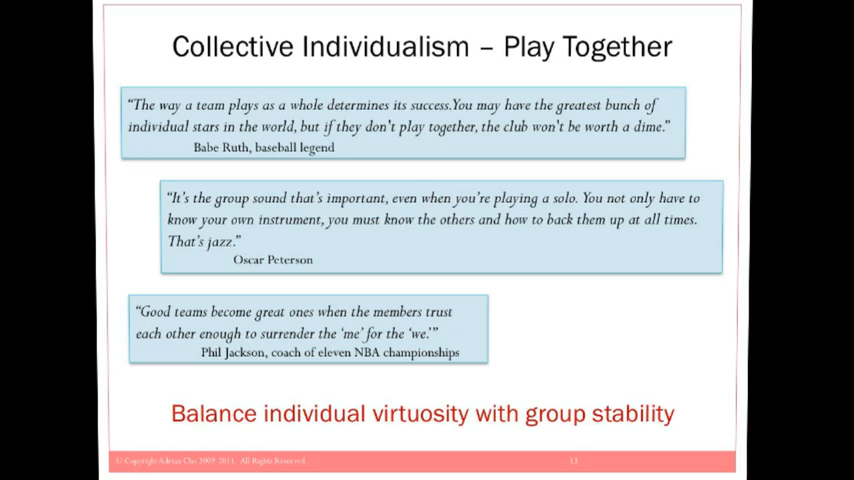 Collective Individualism – Play Together
“The way a team plays as a whole determines its success.You may have the greatest bunch of
individual stars in the world, but if they don't play together, the club won't be worth a dime.”
Babe Ruth, baseball legend
“It’s the group sound that’s important, even when you’re playing a solo. You not only have to
know your own instrument, you must know the others and how to back them up at all times.
That’s jazz.”
Oscar Peterson
“Good teams become great ones when the members trust
each other enough to surrender the ‘me’ for the ‘we.’”
Phil Jackson, coach of eleven NBA championships
Balance individual virtuosity with group stability
© Copyright Adrian Cho 2009-2011. All Rights Reserved.
13